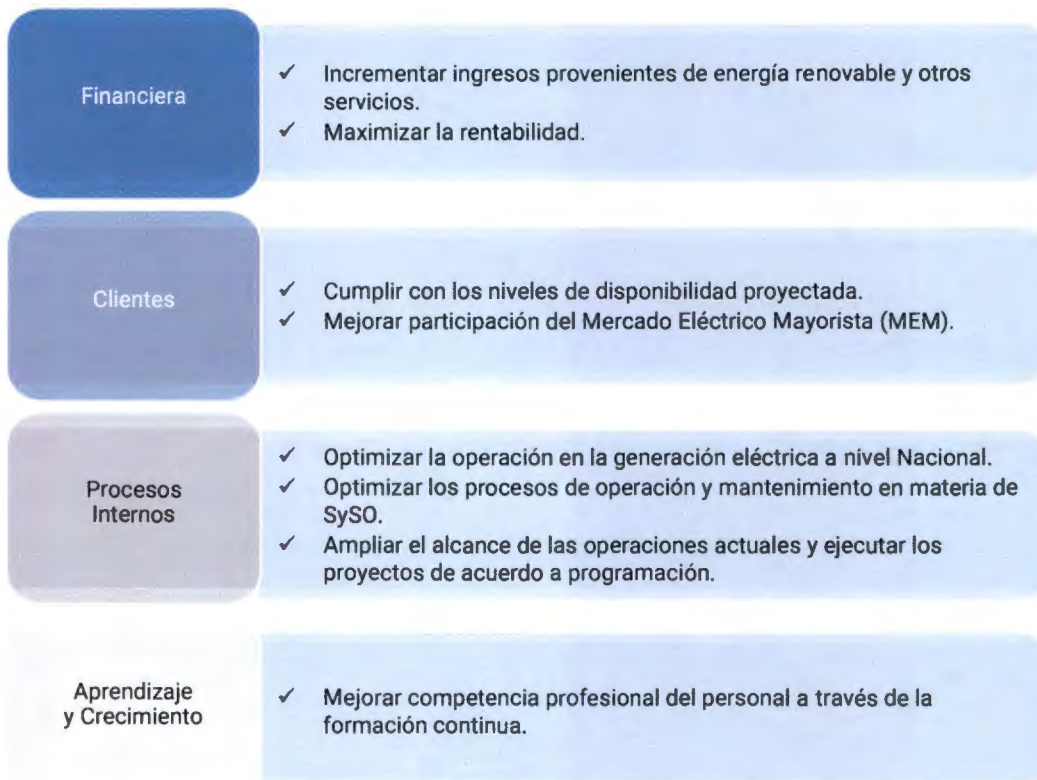 Financiera
✓ Incrementar ingresos provenientes de energía renovable y otros
servicios.
✓ Maximizar la rentabilidad.
Clientes
✓ Cumplir con los niveles de disponibilidad proyectada.
✓ Mejorar participación del Mercado Eléctrico Mayorista (MEM).
Procesos
Internos
✓ Optimizar la operación en la generación eléctrica a nivel Nacional.
✓ Optimizar los procesos de operación y mantenimiento en materia de
SySO.
✓ Ampliar el alcance de las operaciones actuales y ejecutar los
proyectos de acuerdo a programación.
Aprendizaje
y Crecimiento
✓ Mejorar competencia profesional del personal a través de la
formación continua.